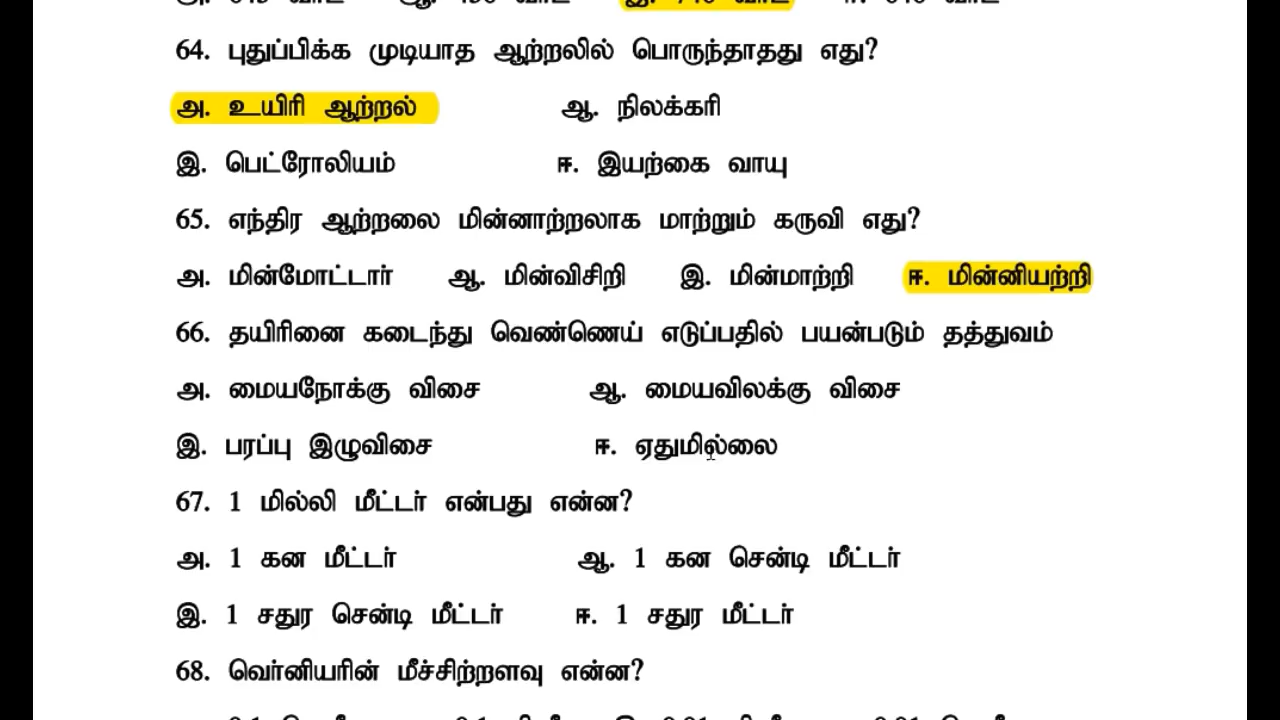 64. புதுப்பிக்க முடியாத ஆற்றலில் பொருந்தாதது எது?
அ. உயிரி ஆற்றல் ஆ. நிலக்கரி
இ. பெட்ரோலியம் ஈ. இயற்கை வாயு
65. எந்திர ஆற்றலை மின்னாற்றலாக மாற்றும் கருவி எது?
அ. மின்மோட்டார் ஆ. மின்விசிறி இ. மின்மாற்றி ஈ. மின்னியற்றி
66. தயிரினை கடைந்து வெண்ணெய் எடுப்பதில் பயன்படும் தத்துவம்
அ. மையநோக்கு விசை ஆ. மையவிலக்கு விசை
இ. பரப்பு இழுவிசை ஈ. ஏதுமில்லை
67. 1 மில்லி மீட்டர் என்பது என்ன?
அ. 1 கன மீட்டர் ஆ. 1 கன சென்டி மீட்டர்
இ. 1 சதுர சென்டி மீட்டர் ஈ. 1 சதுர மீட்டர்
68. வெர்னியரின் மீச்சிற்றளவு என்ன?